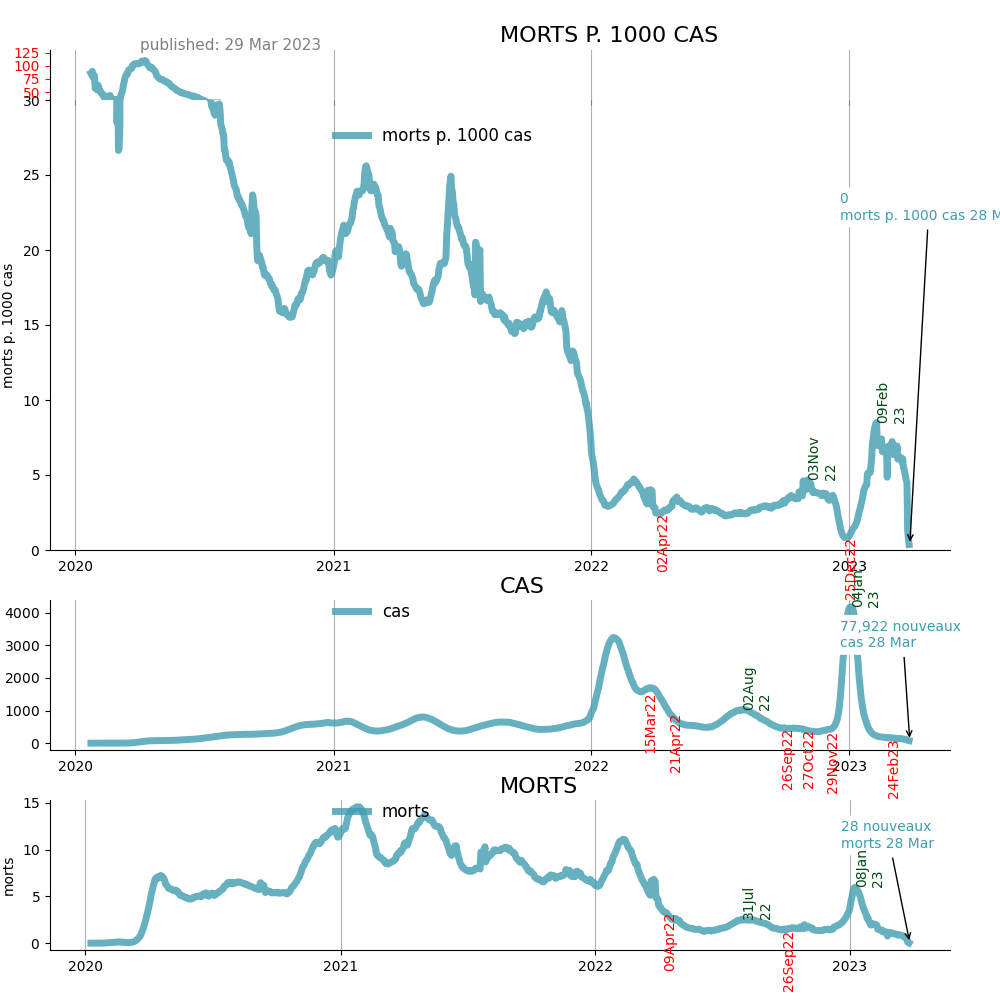 MORTS P. 1000 CAS
published: 29 Mar 2023
125
100
75
50
30
25
20
15
10
5
0
morts p. 1000 cas
morts p. 1000 cas
0
morts p. 1000 cas 28 M
09Feb
23
03Nov
22
02Apr22
25Dec22
2020
2021
2022
2023
CAS
cas
4000
3000
2000
1000
0
04Jan
23
77,922 nouveaux
cas 28 Mar
02Aug
22
15Mar22
21Apr22
26Sep22
27Oct22
29Nov22
24Feb23
2020
2021
2022
2023
MORTS
morts
15
10
5
0
morts
28 nouveaux
morts 28 Mar
08Jan
23
31Jul
22
09Apr22
26Sep22
2020
2021
2022
2023